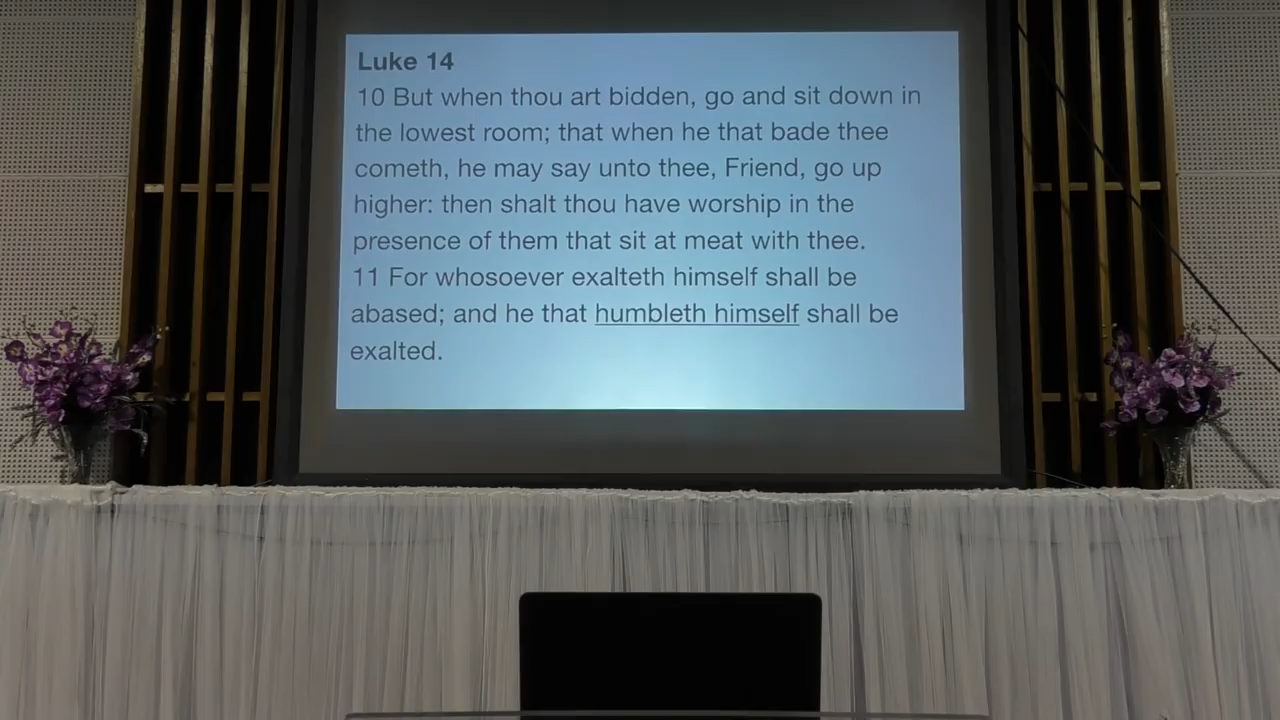 Luke 14
10 But when thou art bidden, go and sit down in
the lowest room; that when he that bade thee
cometh, he may say unto thee, Friend, go up
higher: then shalt thou have worship in the
presence of them that sit at meat with thee.
11 For whosoever exalteth himself shall be
abased; and he that humbleth himself shall be
exalted.